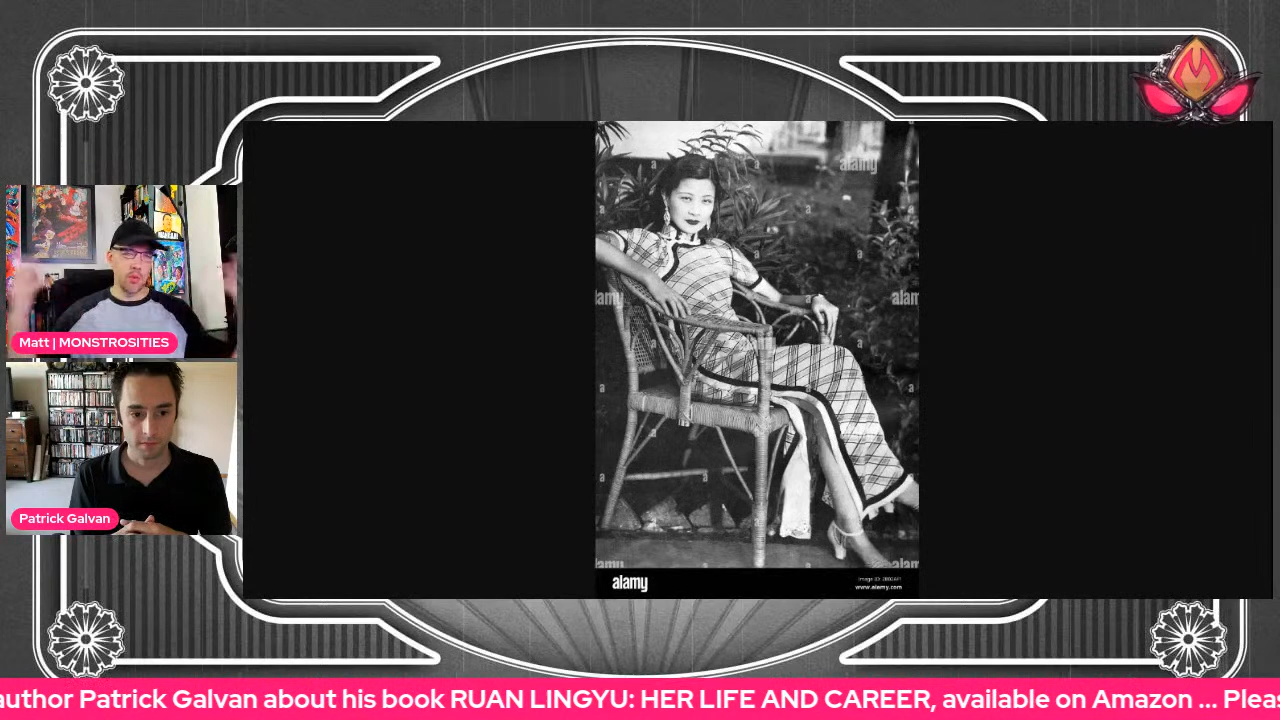 Matt | MONSTROSITIES
Patrick Galvan
alamy
alamy
www.alamy.com
author Patrick Galvan about his book RUAN LINGYU: HER LIFE AND CAREER, available on Amazon ... Pleas